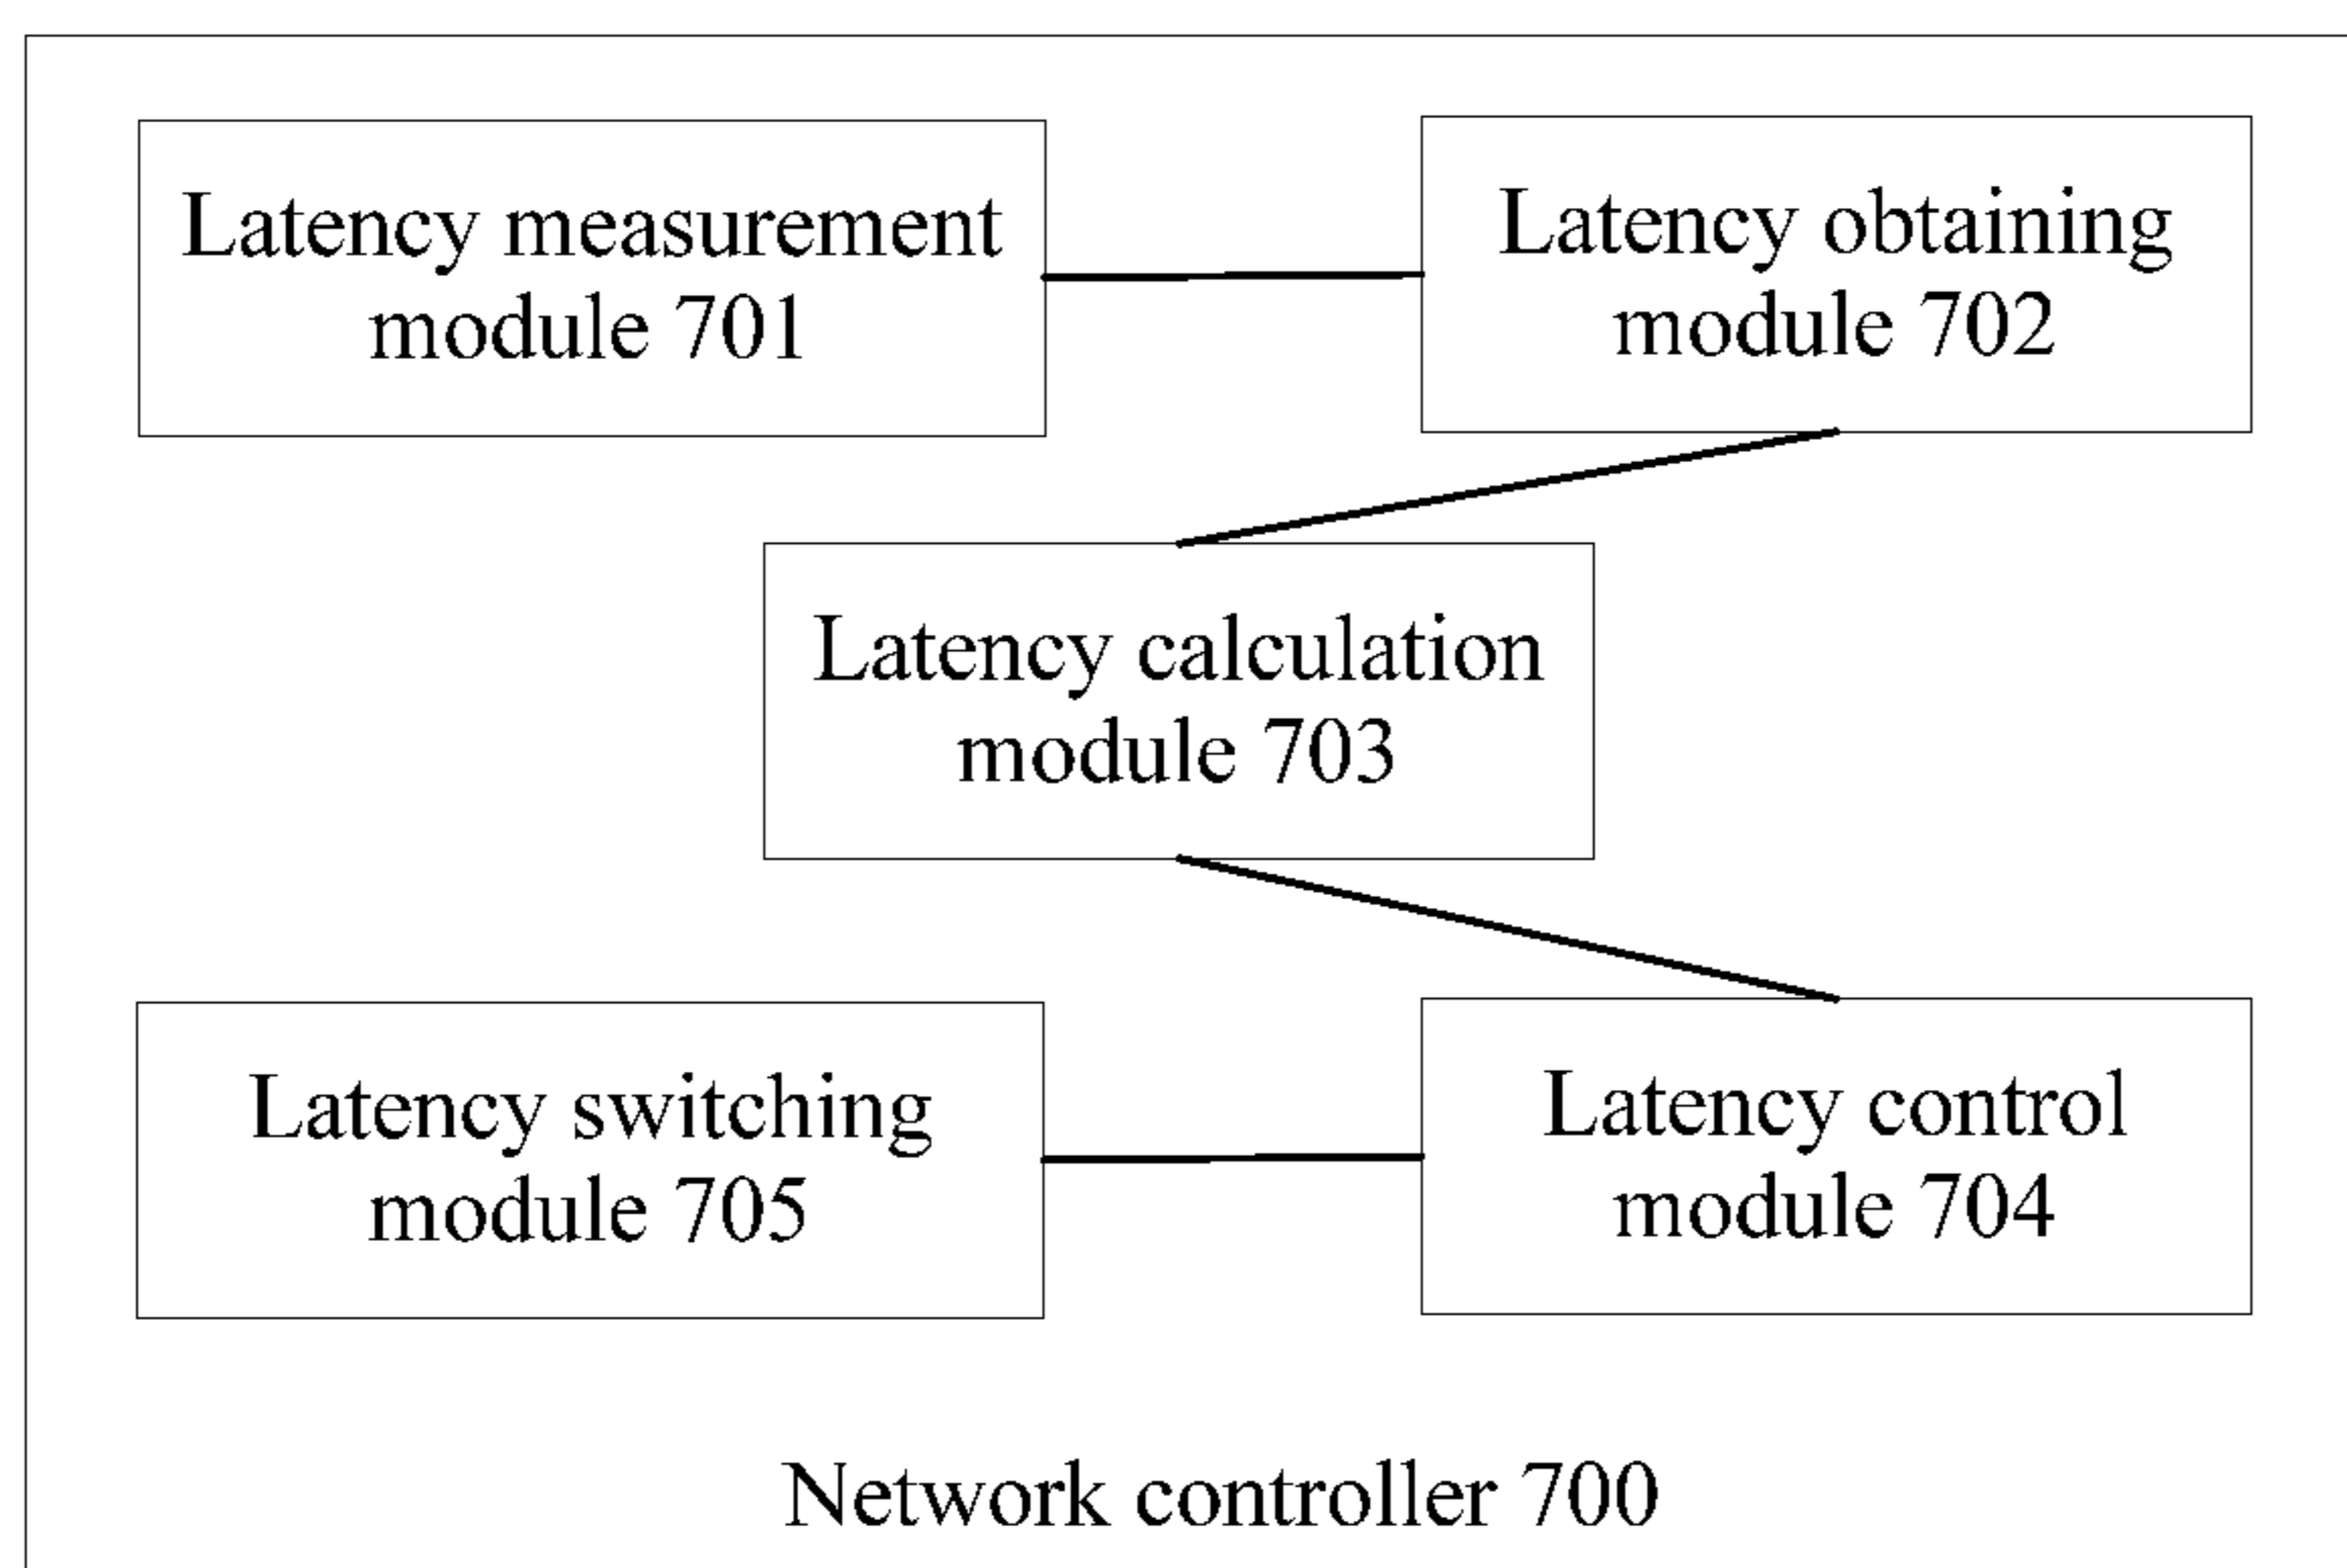 Latency measurement
module 701
Latency obtaining
module 702
Latency calculation
module 703
Latency switching
module 705
Latency control
module 704
Network controller 700